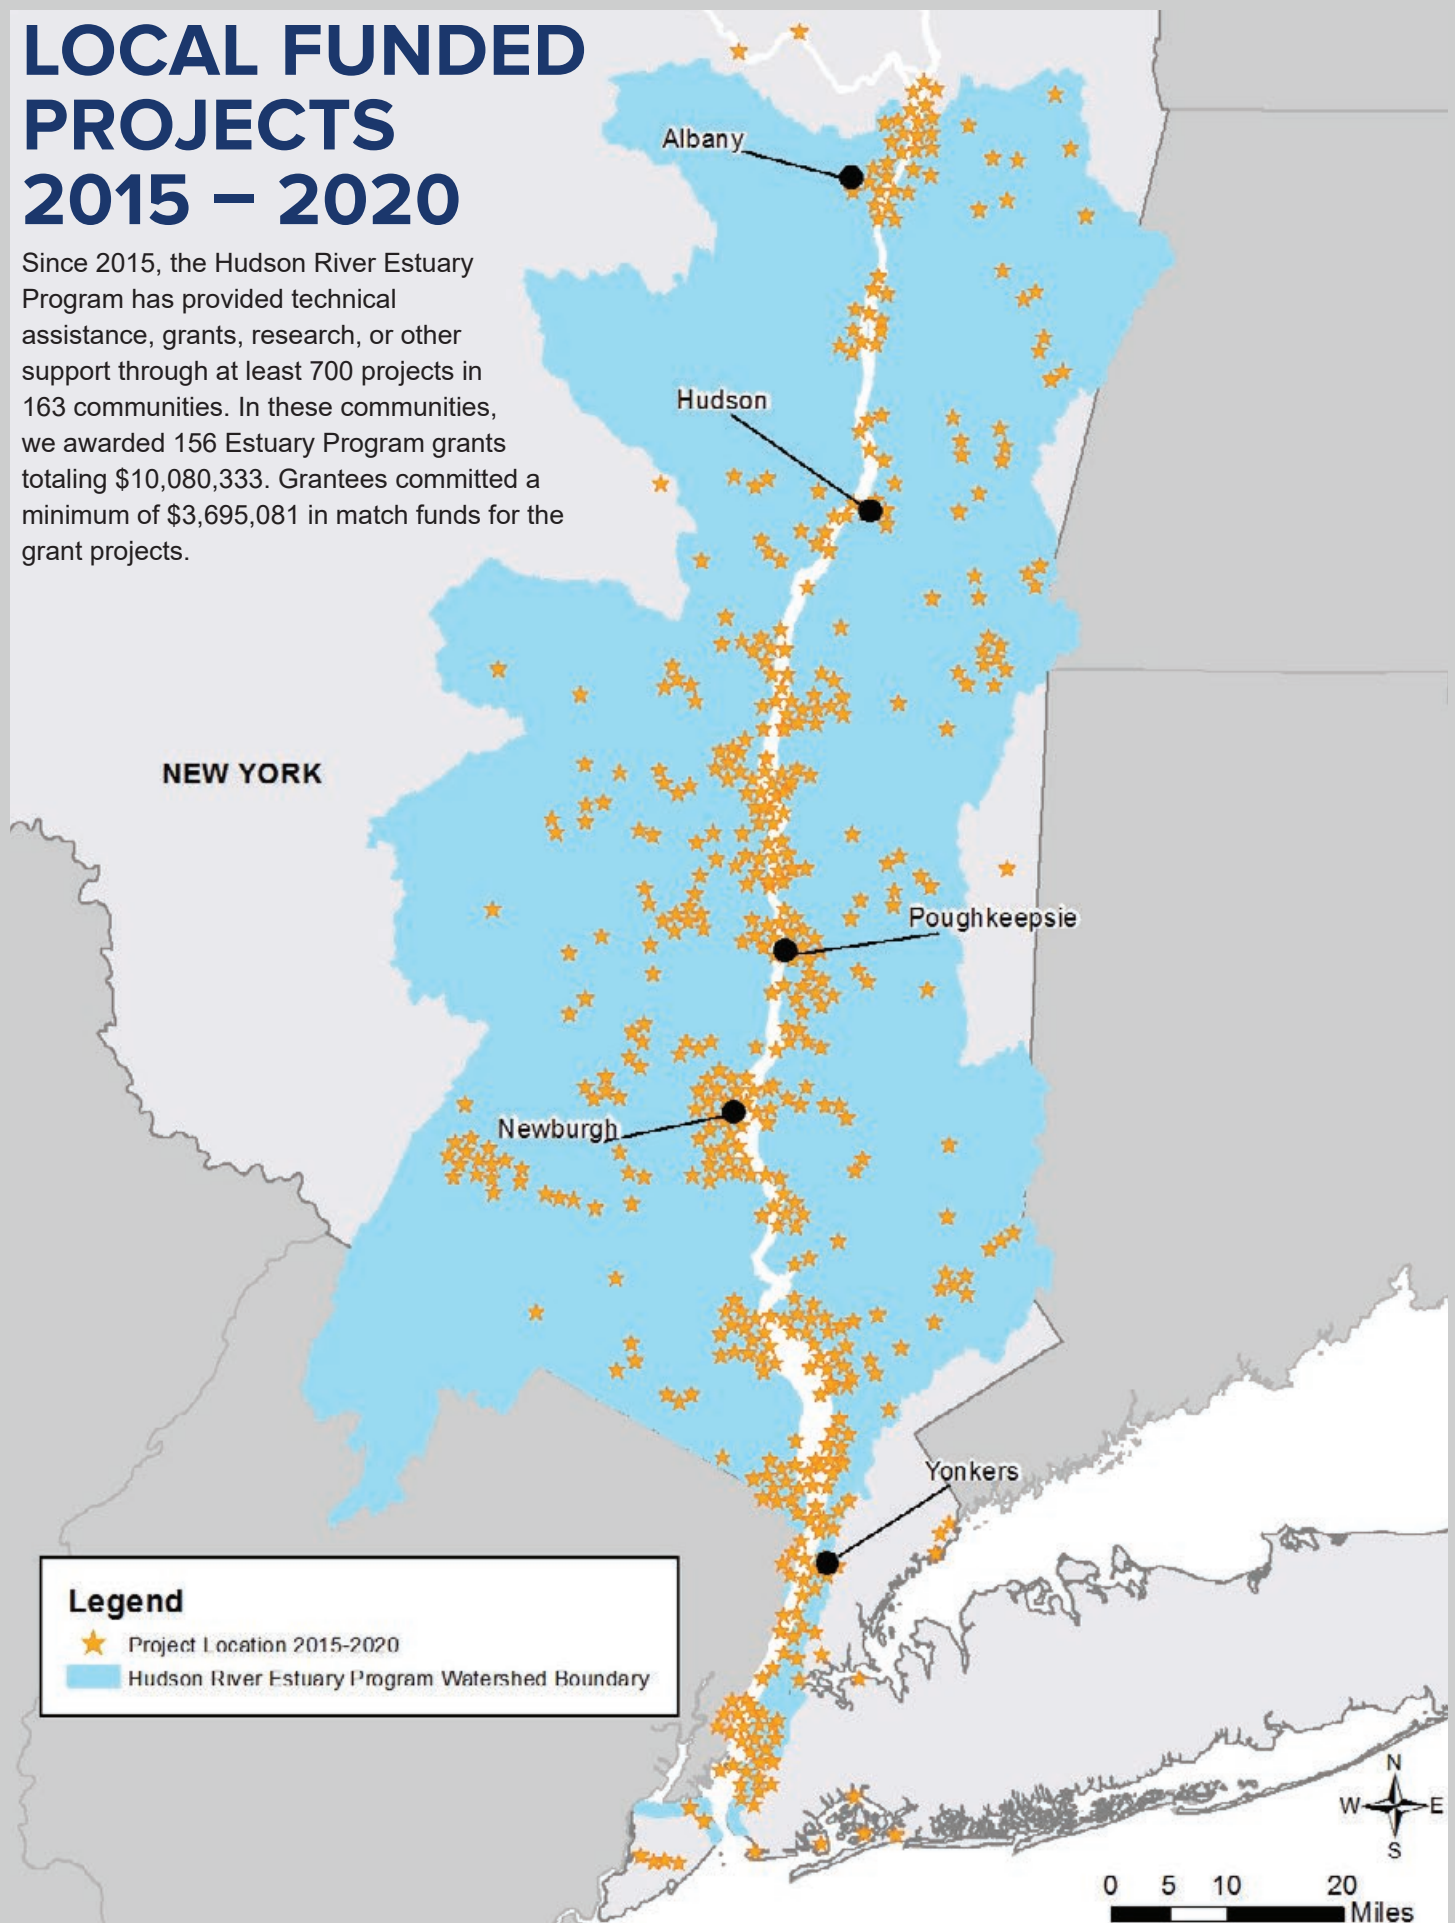 LOCAL FUNDED
PROJECTS
2015 – 2020
Since 2015, the Hudson River Estuary
Program has provided technical
assistance, grants, research, or other
support through at least 700 projects in
163 communities. In these communities,
we awarded 156 Estuary Program grants
totaling $10,080,333. Grantees committed a
minimum of $3,695,081 in match funds for the
grant projects.
Albany
Hudson
NEW YORK
Poughkeepsie
Newburgh
Yonkers
Legend
Project Location 2015-2020
Hudson River Estuary Program Watershed Boundary
N
W E
S
0 5 10 20
Miles